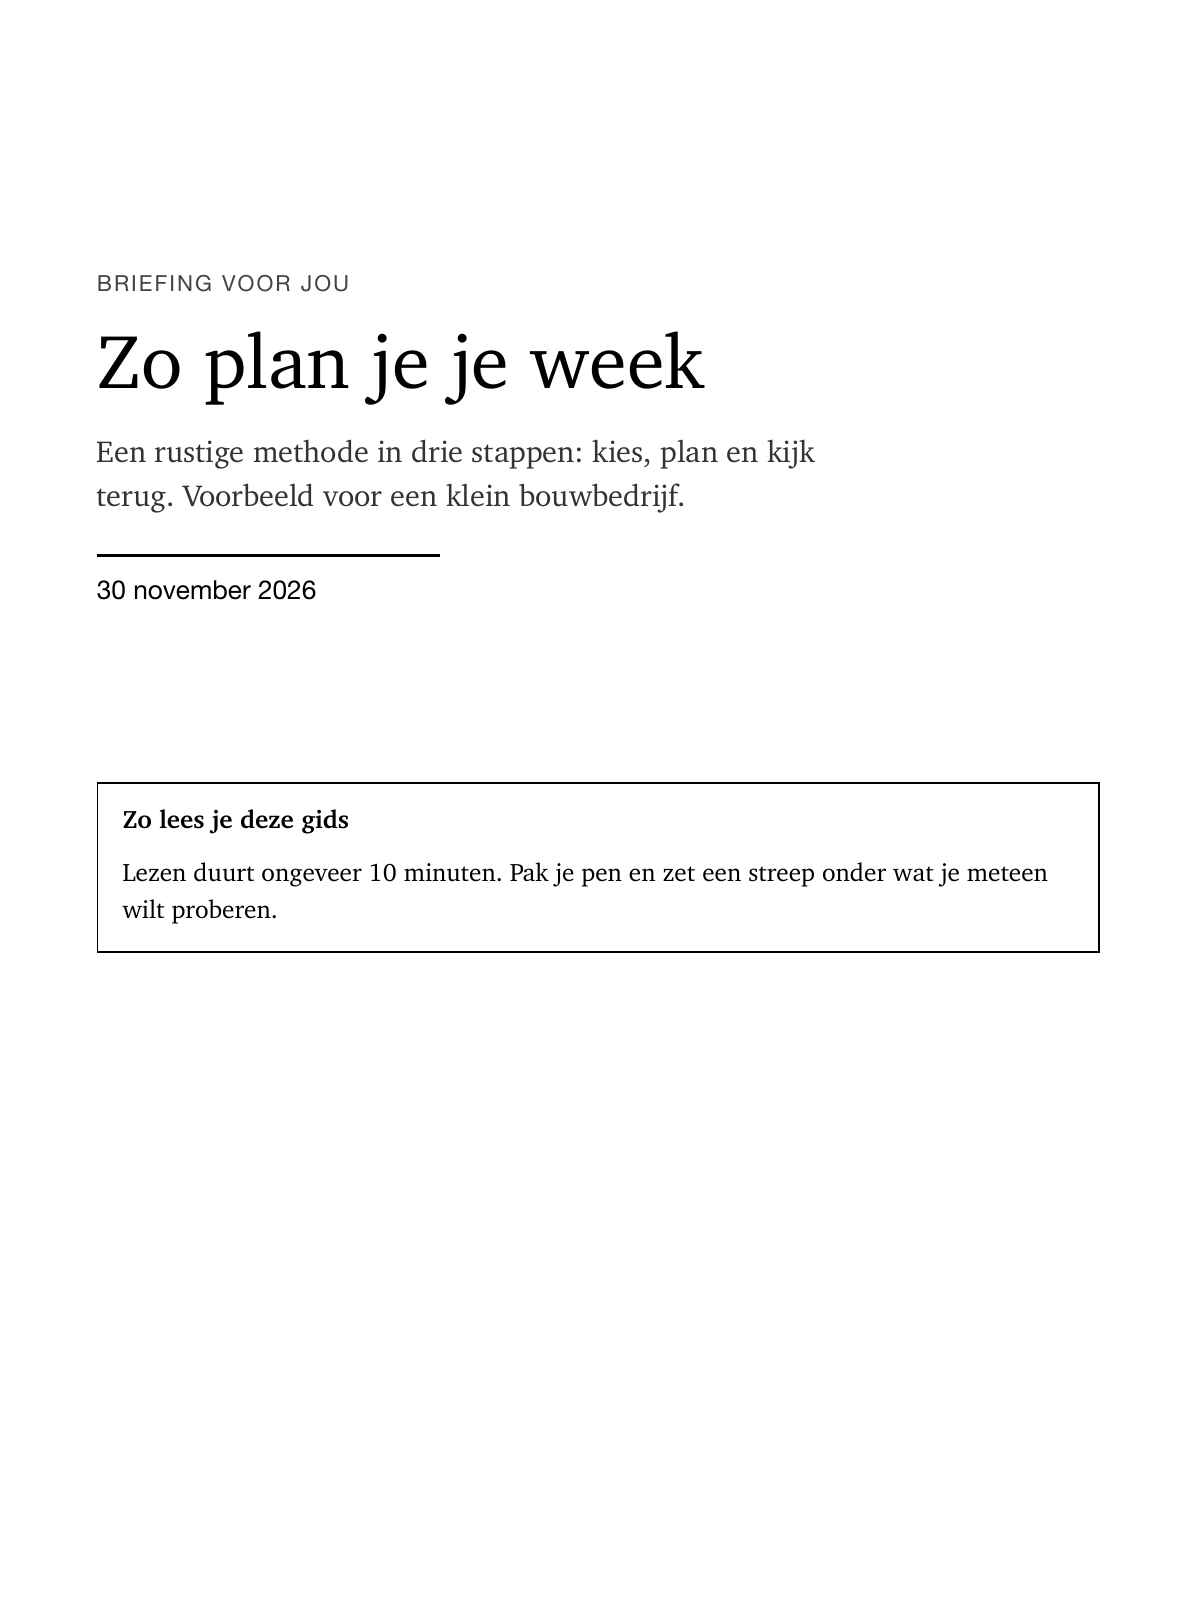 BRIEFING VOOR JOU
Zo plan je je week
Een rustige methode in drie stappen: kies, plan en kijk
terug. Voorbeeld voor een klein bouwbedrijf.
30 november 2026
Zo lees je deze gids
Lezen duurt ongeveer 10 minuten. Pak je pen en zet een streep onder wat je meteen
wilt proberen.